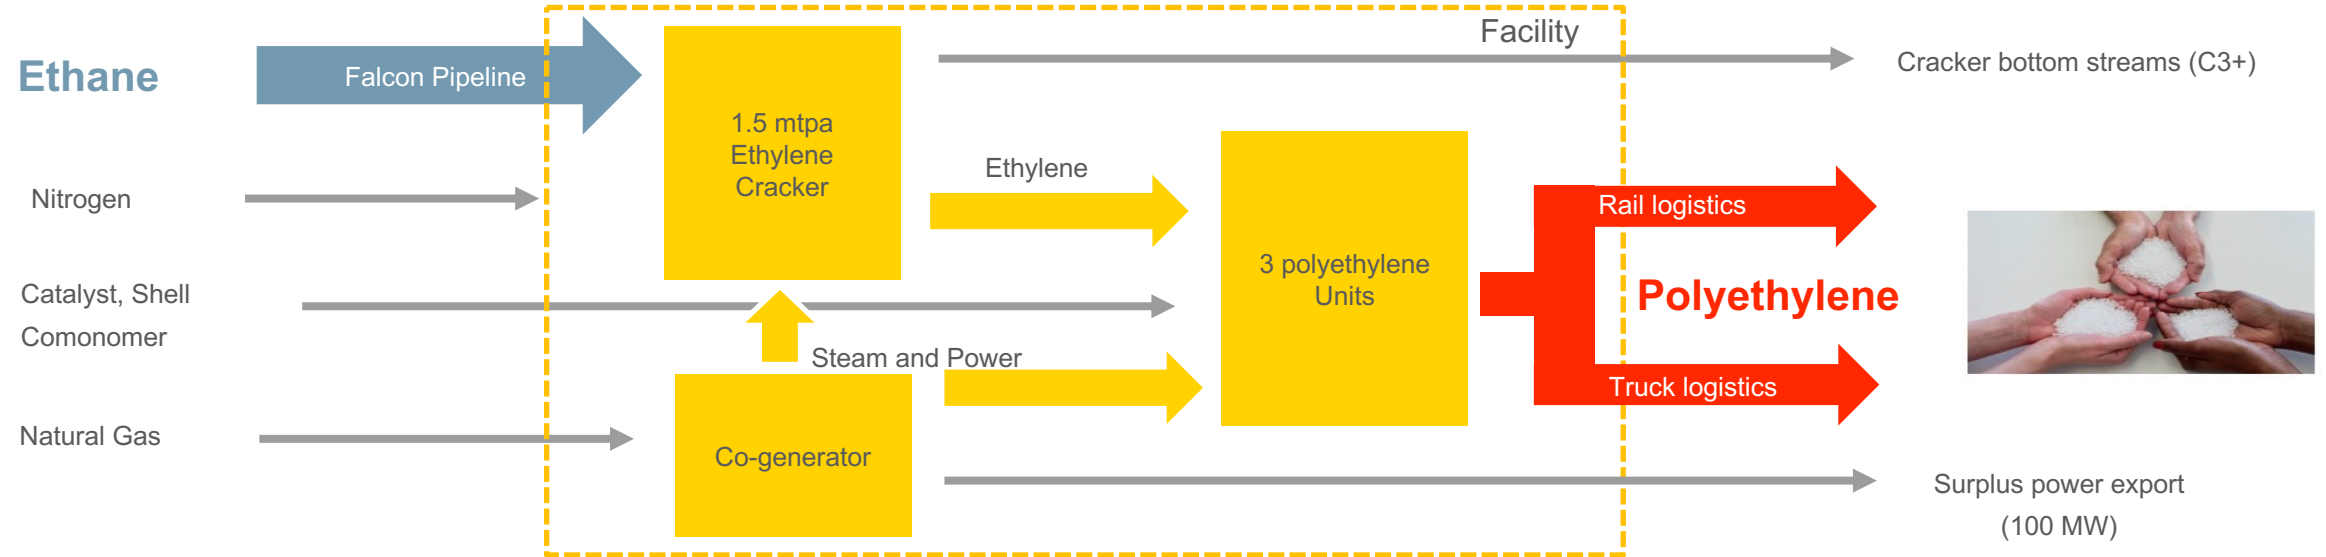 Facility
Ethane
Falcon Pipeline
Cracker bottom streams (C3+)
1.5 mtpa
Ethylene
Cracker
Ethylene
Nitrogen
Rail logistics
3 polyethylene
Units
Catalyst, Shell
Comonomer
Polyethylene
Steam and Power
Truck logistics
Natural Gas
Co-generator
Surplus power export
(100 MW)